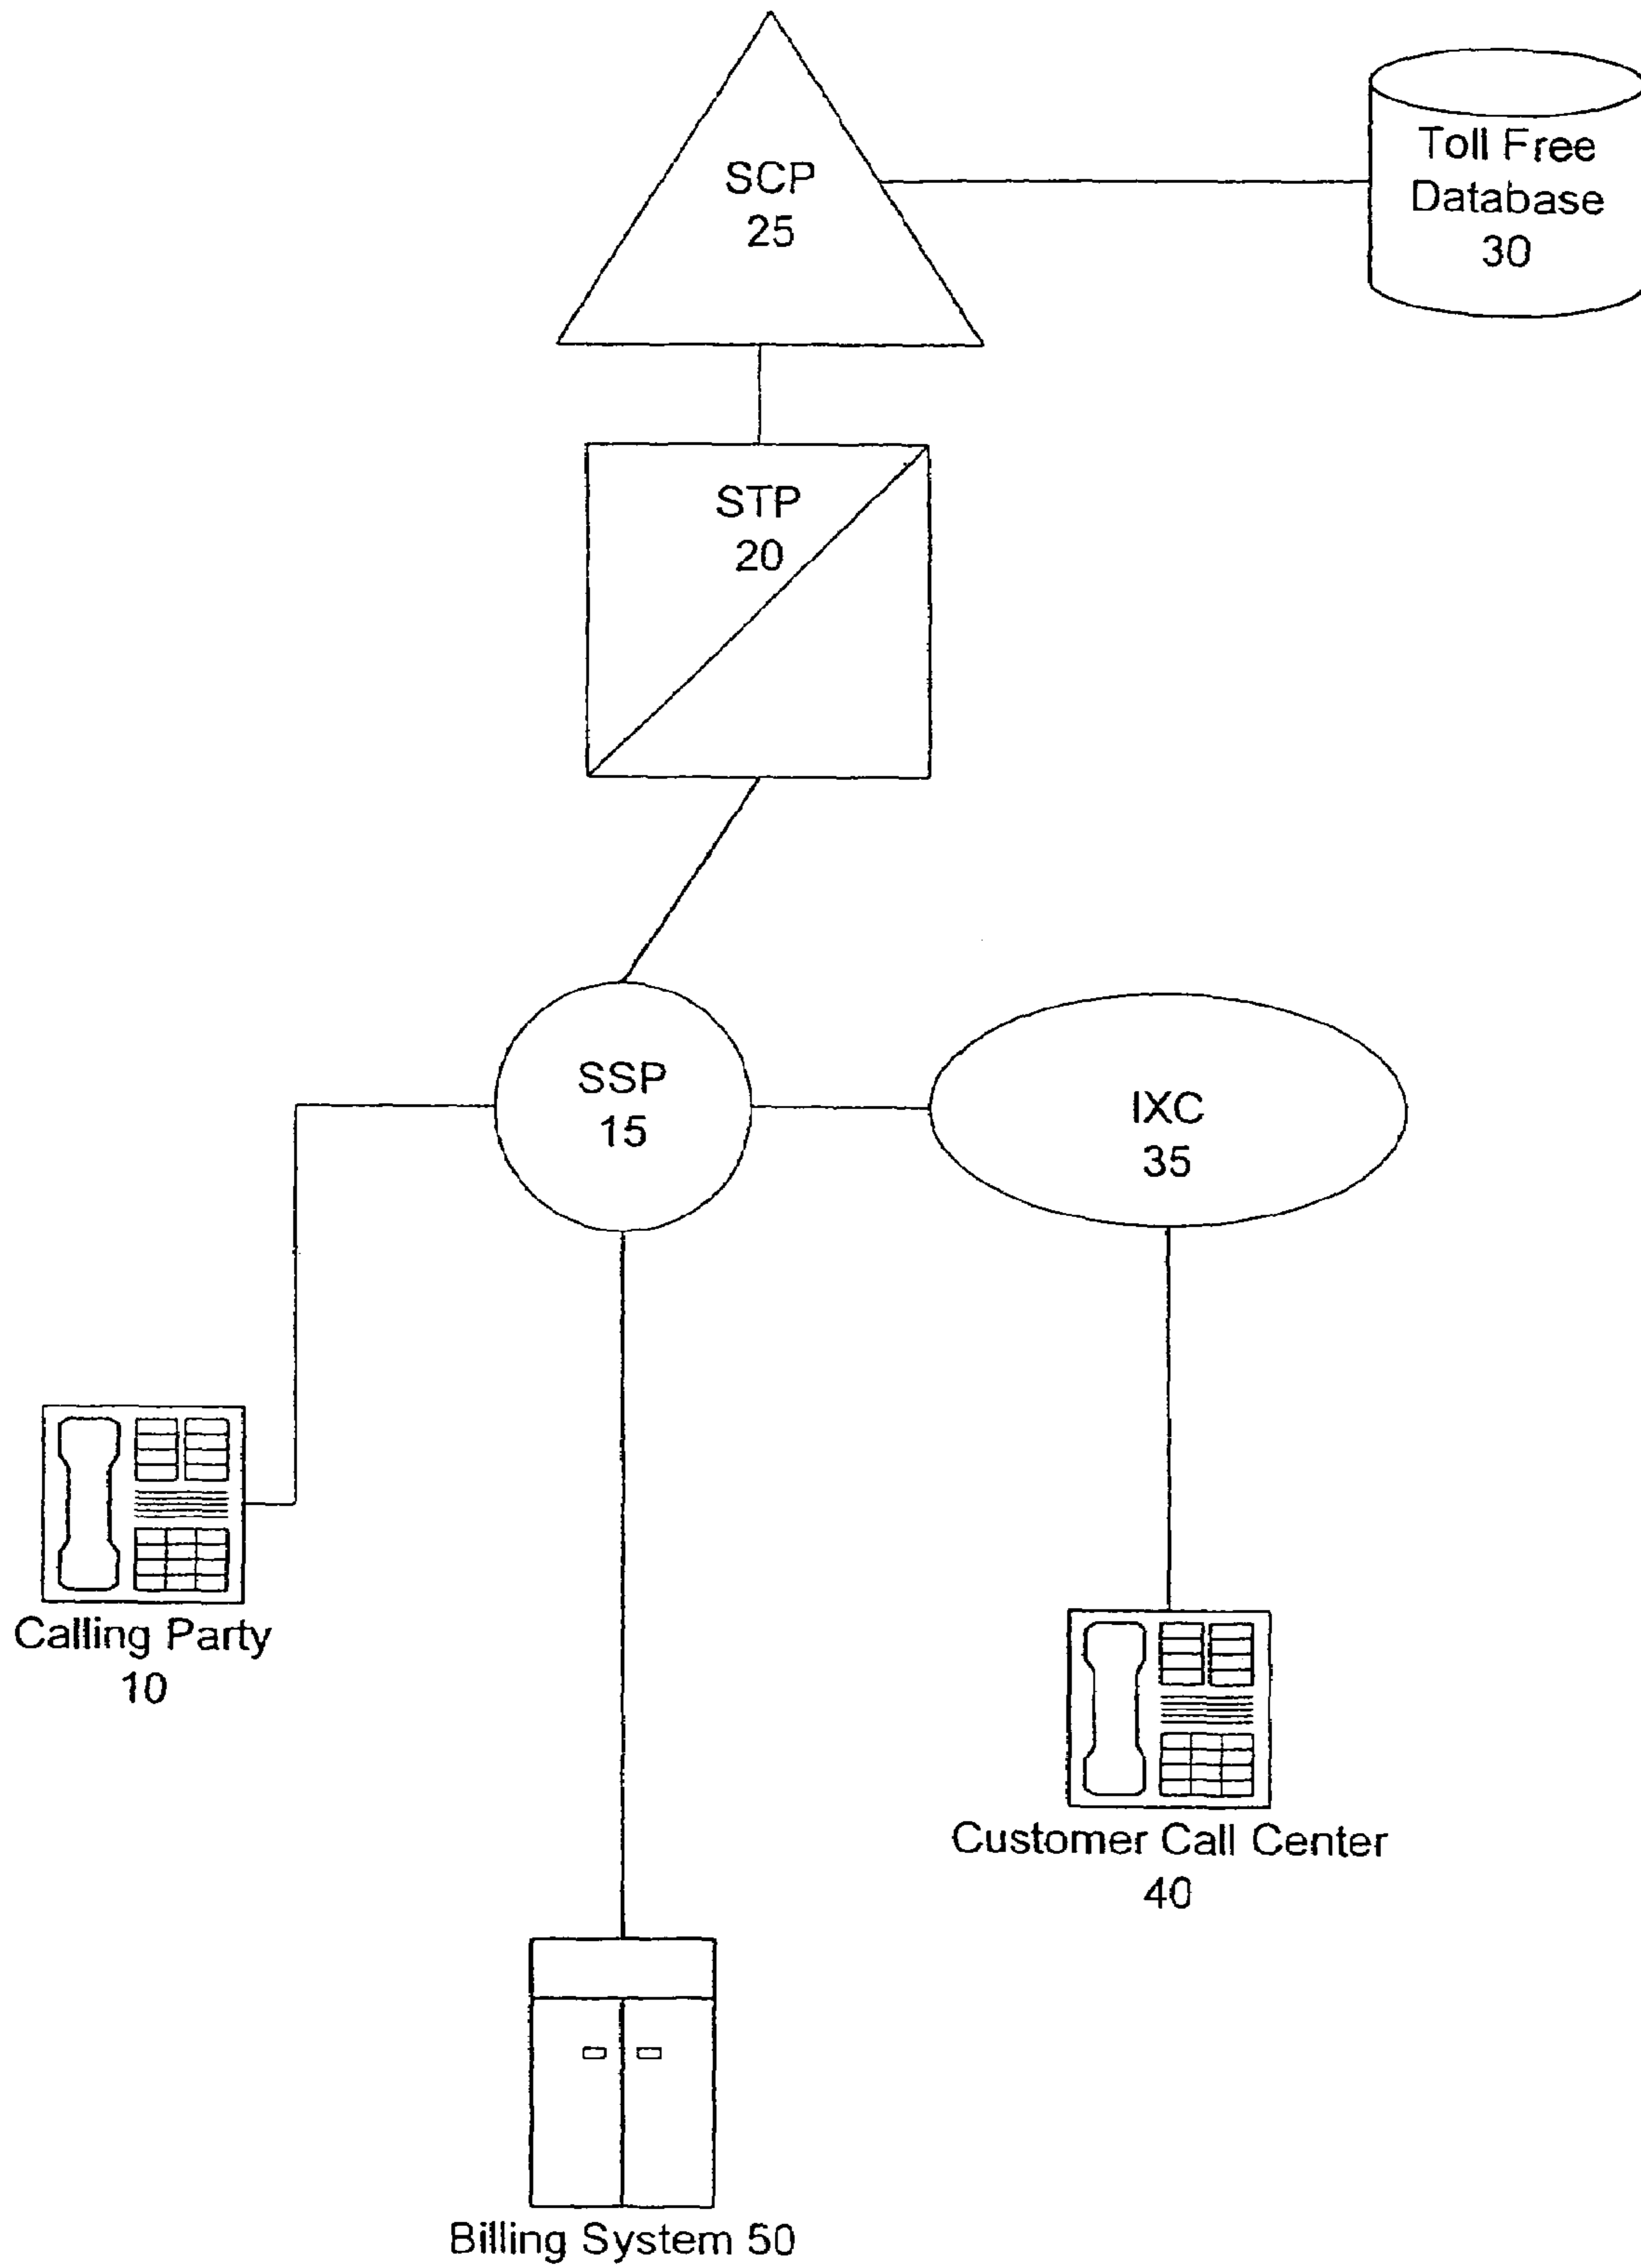 SCP
25
Toll Free
Database
30
STP
20
SSP
15
IXC
35
Calling Party
10
Customer Call Center
40
Billing System 50